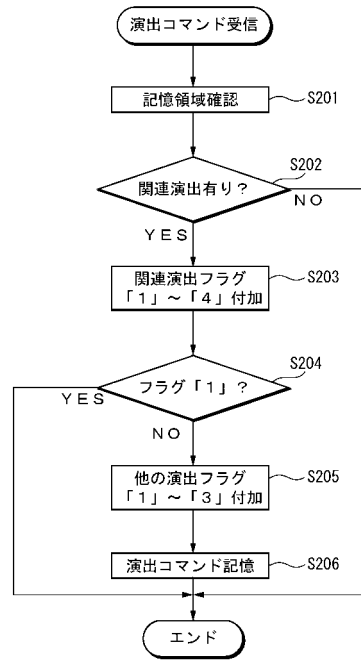 演出コマンド受信
記憶領域確認
S201
S202
関連演出有り？
NO
YES
関連演出フラグ
「1」～「4」付加
S203
S204
フラグ「1」？
YES
NO
他の演出フラグ
「1」～「3」付加
S205
演出コマンド記憶
S206
エンド